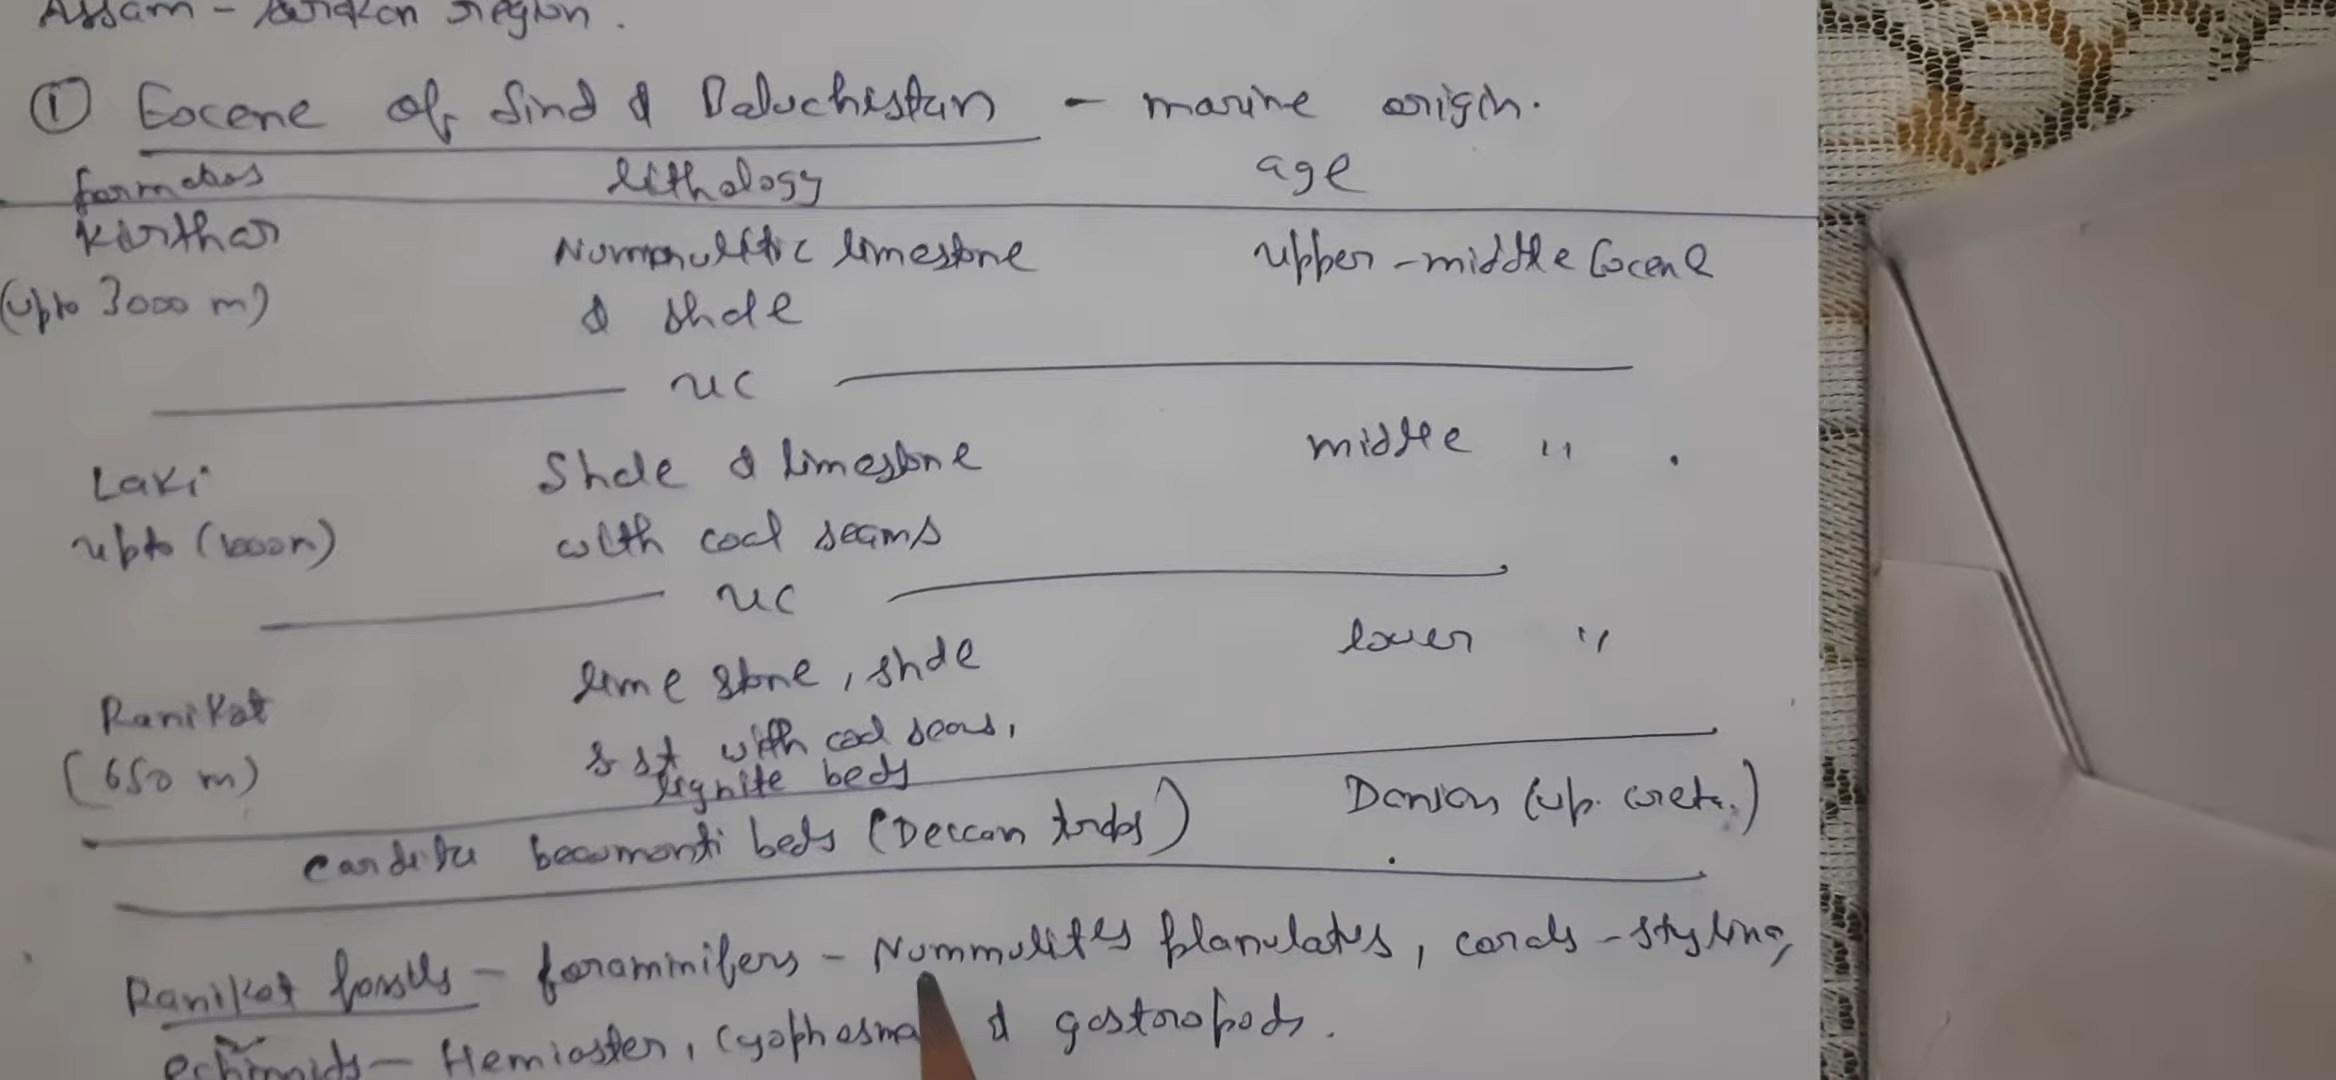 Assam - Arakan region.
① Eocene of Sind & Baluchistan - marine origin.
formations lithology age
Kirthar Nummulitic limestone upper-middle Eocene
(upto 3000 m) & shale
UC
Laki Shale & limestone middle "
upto (1000m) with coal seams
UC
Ranikot lime stone, shale lower "
(650 m) & sst with coal seams,
lignite beds
Cardita beaumonti beds (Deccan traps) Danian (up. creta.)
Ranikot fossils - foraminifers - Nummulites planulatus, corals - stylina,
echinoids - Hemiaster, & gastropods.